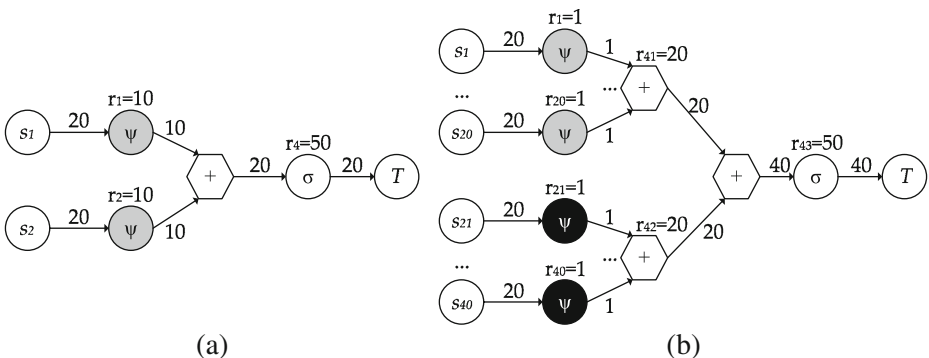 r1=10
s1 20 ψ 10
r2=10
s2 20 ψ 10
+ 20 r4=50 σ 20 T
(a)
r1=1
s1 20 ψ 1
r41=20
... ... +
r20=1
s20 20 ψ 1
20
r21=1
s21 20 ψ 1
r42=20
... ... +
r40=1
s40 20 ψ 1
20
+ 40 r43=50 σ 40 T
(b)